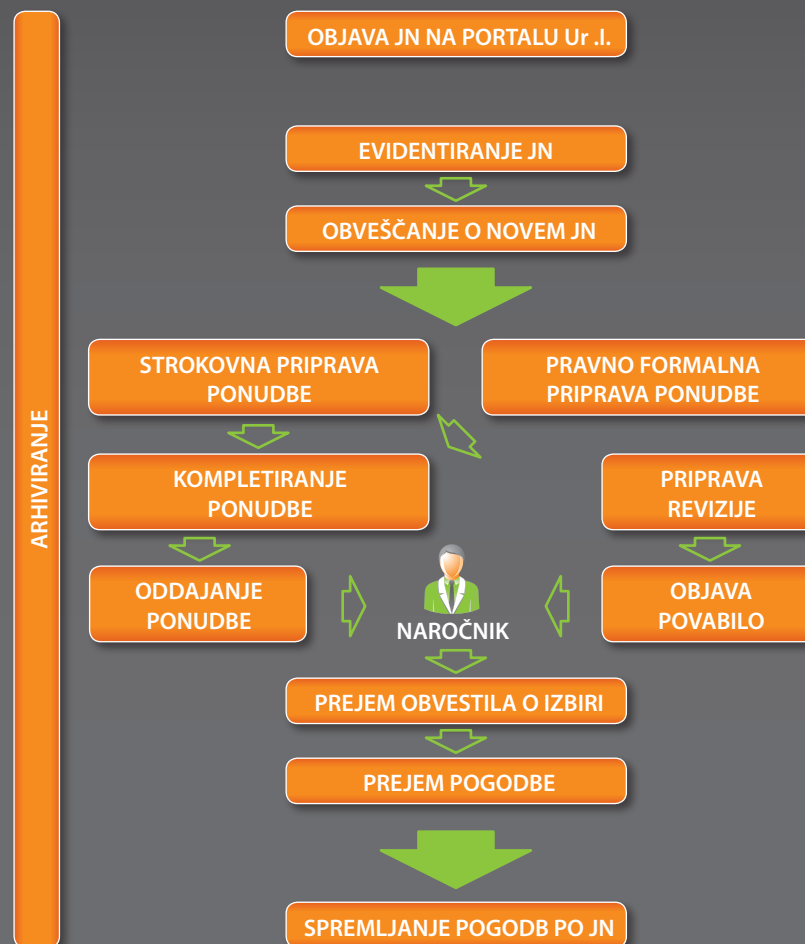 OBJAVA JN NA PORTALU Ur .l.
EVIDENTIRANJE JN
OBVEŠČANJE O NOVEM JN
STROKOVNA PRIPRAVA
PONUDBE
PRAVNO FORMALNA
PRIPRAVA PONUDBE
KOMPLETIRANJE
PONUDBE
PRIPRAVA
REVIZIJE
ODDAJANJE
PONUDBE
NAROČNIK
OBJAVA
POVABILO
PREJEM OBVESTILA O IZBIRI
PREJEM POGODBE
SPREMLJANJE POGODB PO JN
ARHIVIRANJE